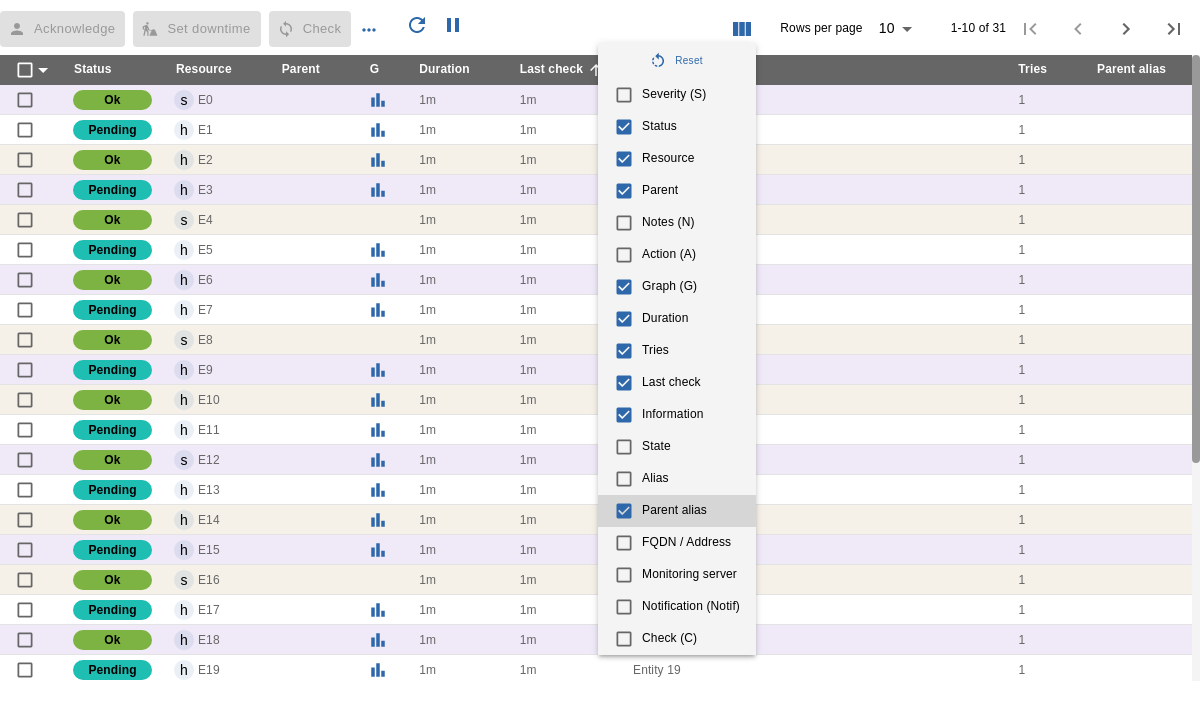 Acknowledge Set downtime Check ... Rows per page 10 1-10 of 31
Status Resource Parent G Duration Last check Tries Parent alias
Ok s E0 1m 1m 1
Pending h E1 1m 1m 1
Ok h E2 1m 1m 1
Pending h E3 1m 1m 1
Ok s E4 1m 1m 1
Pending h E5 1m 1m 1
Ok h E6 1m 1m 1
Pending h E7 1m 1m 1
Ok s E8 1m 1m 1
Pending h E9 1m 1m 1
Ok h E10 1m 1m 1
Pending h E11 1m 1m 1
Ok s E12 1m 1m 1
Pending h E13 1m 1m 1
Ok h E14 1m 1m 1
Pending h E15 1m 1m 1
Ok s E16 1m 1m 1
Pending h E17 1m 1m 1
Ok h E18 1m 1m 1
Pending h E19 1m 1m Entity 19 1
Reset
Severity (S)
Status
Resource
Parent
Notes (N)
Action (A)
Graph (G)
Duration
Tries
Last check
Information
State
Alias
Parent alias
FQDN / Address
Monitoring server
Notification (Notif)
Check (C)